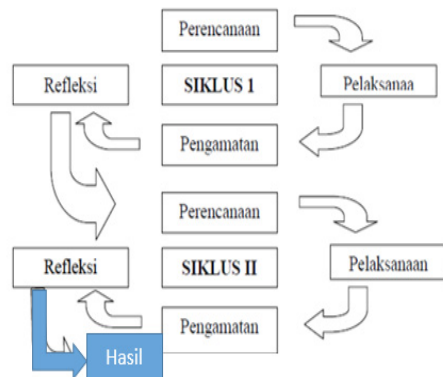 Perencanaan
Refleksi
SIKLUS 1
Pelaksanaa
Pengamatan
Perencanaan
Refleksi
SIKLUS II
Pelaksanaan
Pengamatan
Hasil